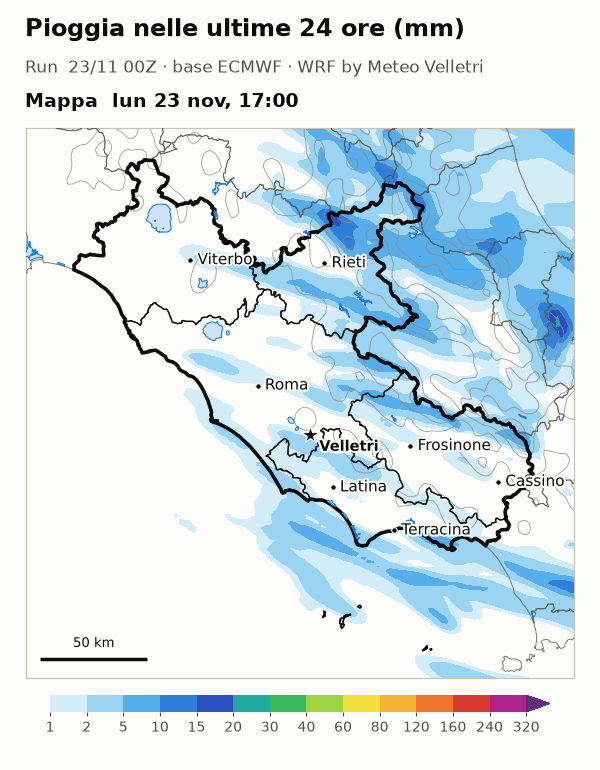 Pioggia nelle ultime 24 ore (mm)
Run  23/11 00Z · base ECMWF · WRF by Meteo Velletri
Mappa  lun 23 nov, 17:00
Viterbo
Rieti
Roma
Velletri
Frosinone
Cassino
Latina
Terracina
50 km
1 2 5 10 15 20 30 40 60 80 120 160 240 320